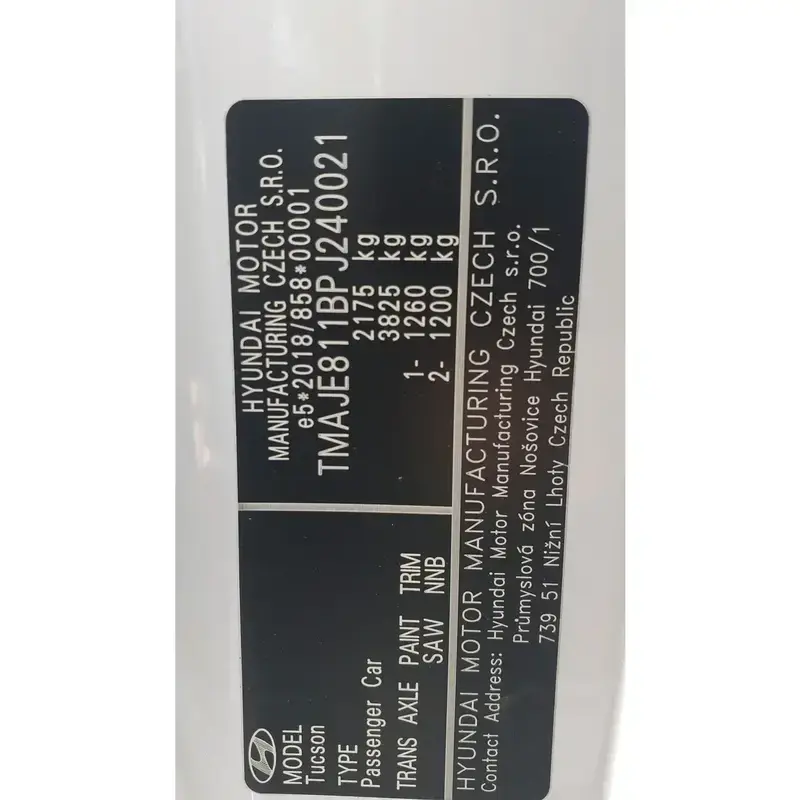 MODEL
Tucson
TYPE
Passenger Car
TRANS AXLE PAINT TRIM
SAW NNB
HYUNDAI MOTOR
MANUFACTURING CZECH S.R.O.
e5*2018/858*00001
TMAJE811BPJ240021
2175 kg
3825 kg
1- 1260 kg
2- 1200 kg
HYUNDAI MOTOR MANUFACTURING CZECH S.R.O.
Contact Address: Hyundai Motor Manufacturing Czech s.r.o.
Průmyslová zóna Nošovice Hyundai 700/1
739 51 Nižní Lhoty Czech Republic